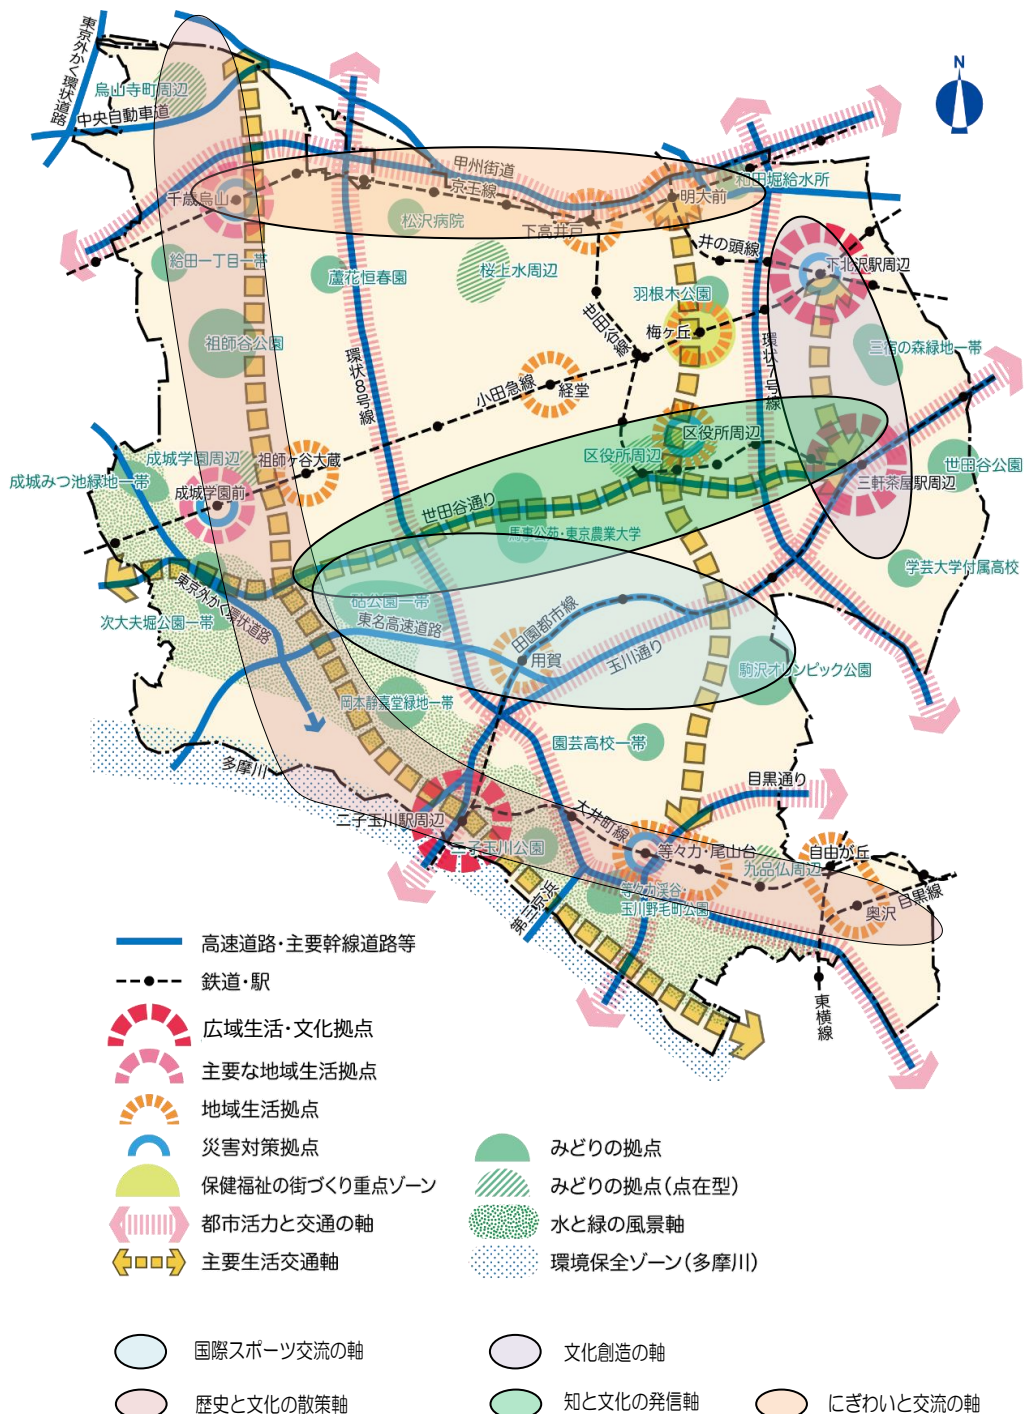 東京外かく環状道路
N
烏山寺町周辺
中央自動車道
甲州街道
京王線
千歳烏山
松沢病院
下高井戸
明大前
和田堀給水所
井の頭線
下北沢駅周辺
給田一丁目一帯
蘆花恒春園
桜上水周辺
羽根木公園
世田谷線
梅ヶ丘
環状7号線
三宿の森緑地一帯
祖師谷公園
環状8号線
小田急線
経堂
区役所周辺
区役所周辺
成城学園周辺
祖師ヶ谷大蔵
成城みつ池緑地一帯
成城学園前
世田谷通り
世田谷公園
三軒茶屋駅周辺
馬事公苑・東京農業大学
学芸大学付属高校
東京外かく環状道路
次大夫堀公園一帯
砧公園一帯
東名高速道路
田園都市線
用賀
玉川通り
駒沢オリンピック公園
岡本静嘉堂緑地一帯
園芸高校一帯
多摩川
目黒通り
二子玉川駅周辺
二子玉川公園
大井町線
等々力・尾山台
九品仏周辺
自由が丘
等々力渓谷・
玉川野毛町公園
奥沢
目黒線
第三京浜
東横線
高速道路・主要幹線道路等
鉄道・駅
広域生活・文化拠点
主要な地域生活拠点
地域生活拠点
災害対策拠点
保健福祉の街づくり重点ゾーン
都市活力と交通の軸
主要生活交通軸
みどりの拠点
みどりの拠点（点在型）
水と緑の風景軸
環境保全ゾーン（多摩川）
国際スポーツ交流の軸
文化創造の軸
歴史と文化の散策軸
知と文化の発信軸
にぎわいと交流の軸